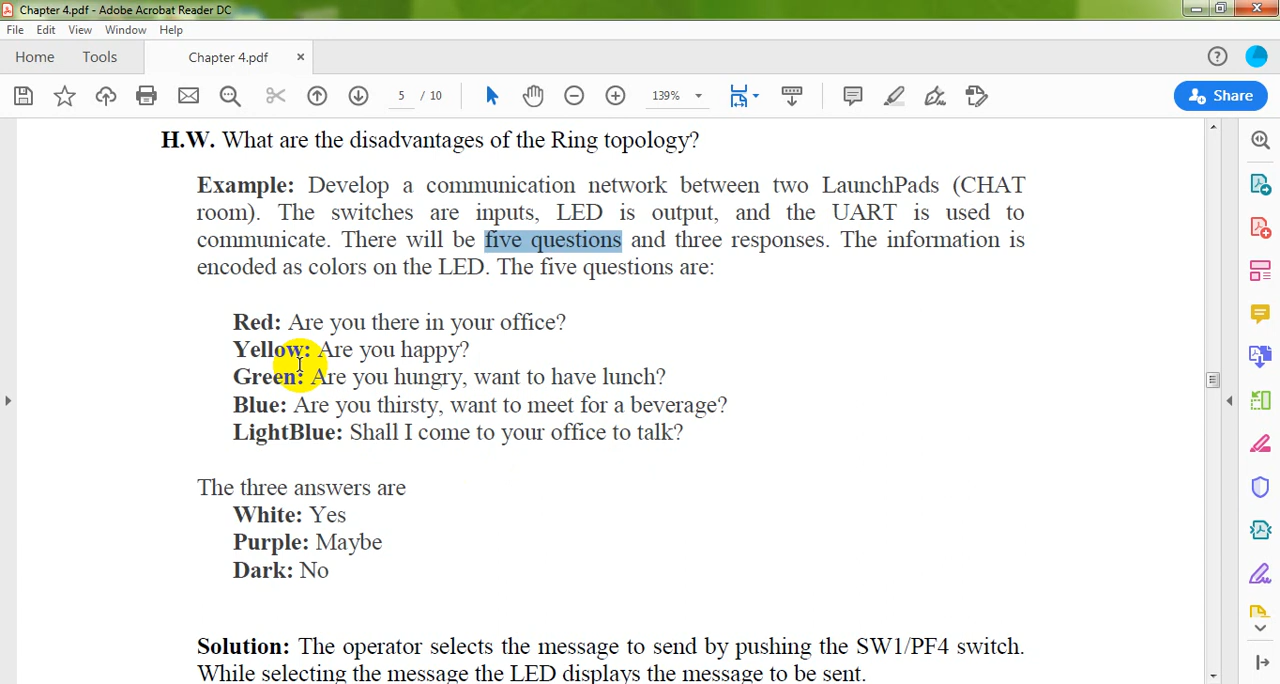 Chapter 4.pdf - Adobe Acrobat Reader DC
File Edit View Window Help
Home Tools Chapter 4.pdf ×
5 / 10 139% Share
H.W. What are the disadvantages of the Ring topology?
Example: Develop a communication network between two LaunchPads (CHAT
room). The switches are inputs, LED is output, and the UART is used to
communicate. There will be five questions and three responses. The information is
encoded as colors on the LED. The five questions are:
Red: Are you there in your office?
Yellow: Are you happy?
Green: Are you hungry, want to have lunch?
Blue: Are you thirsty, want to meet for a beverage?
LightBlue: Shall I come to your office to talk?
The three answers are
White: Yes
Purple: Maybe
Dark: No
Solution: The operator selects the message to send by pushing the SW1/PF4 switch.
While selecting the message the LED displays the message to be sent.